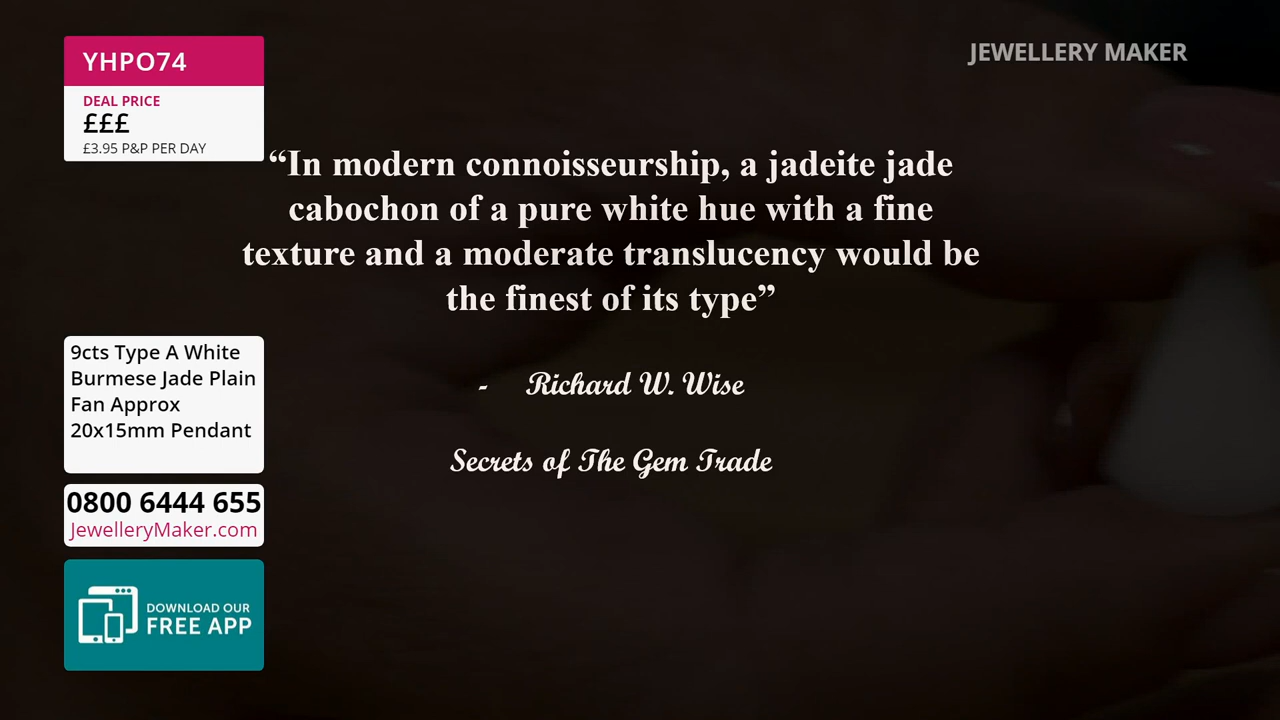 YHPO74
DEAL PRICE
£££
£3.95 P&P PER DAY
JEWELLERY MAKER
“In modern connoisseurship, a jadeite jade
cabochon of a pure white hue with a fine
texture and a moderate translucency would be
the finest of its type”
- Richard W. Wise
Secrets of The Gem Trade
9cts Type A White
Burmese Jade Plain
Fan Approx
20x15mm Pendant
0800 6444 655
JewelleryMaker.com
DOWNLOAD OUR
FREE APP